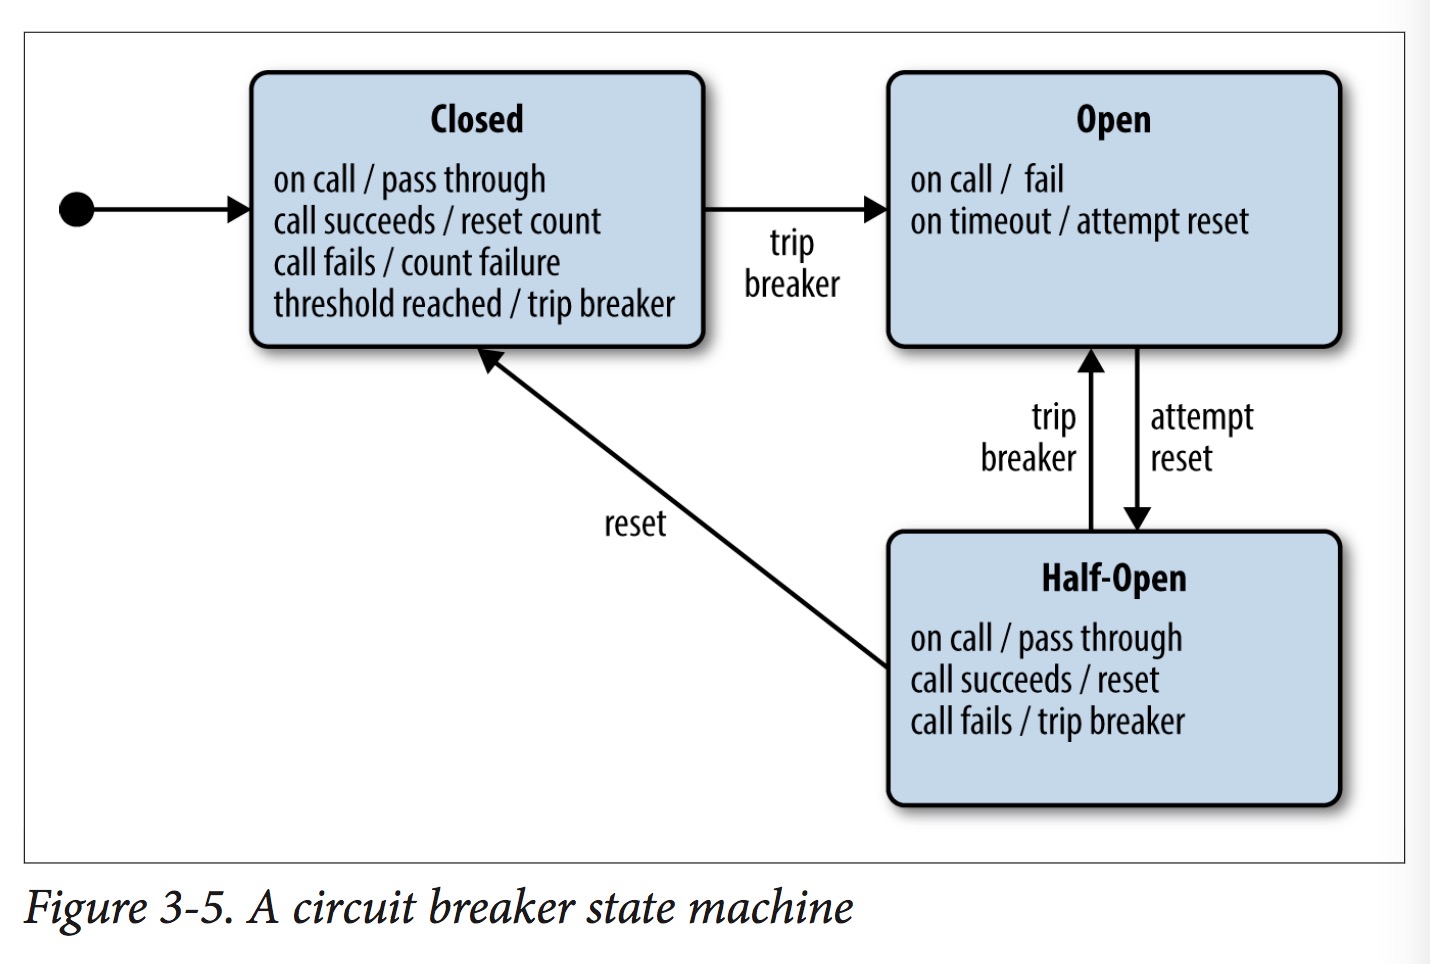 Closed
on call / pass through
call succeeds / reset count
call fails / count failure
threshold reached / trip breaker
trip
breaker
Open
on call / fail
on timeout / attempt reset
trip
breaker
attempt
reset
reset
Half-Open
on call / pass through
call succeeds / reset
call fails / trip breaker
Figure 3-5. A circuit breaker state machine